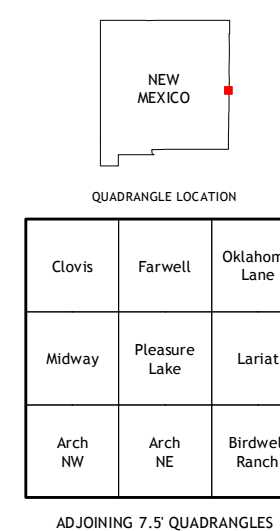 NEW
MEXICO
QUADRANGLE LOCATION
Clovis
Farwell
Oklahom
Lane
Midway
Pleasure
Lake
Lariat
Arch
NW
Arch
NE
Birdwel
Ranch
ADJOINING 7.5' QUADRANGLES